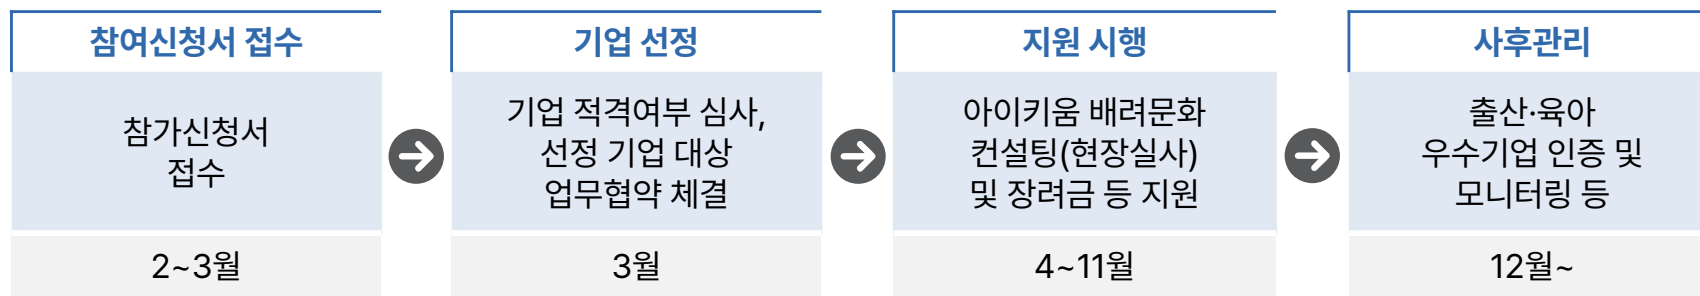 참여신청서 접수
참가신청서
접수
2~3월
기업 선정
기업 적격여부 심사,
선정 기업 대상
업무협약 체결
3월
지원 시행
아이키움 배려문화
컨설팅(현장실사)
및 장려금 등 지원
4~11월
사후관리
출산·육아
우수기업 인증 및
모니터링 등
12월~